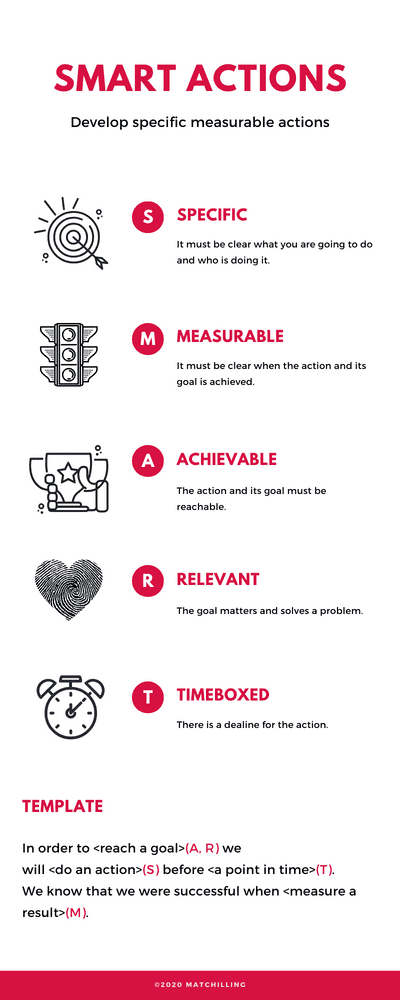 SMART ACTIONS
Develop specific measurable actions
S SPECIFIC
It must be clear what you are going to do
and who is doing it.
M MEASURABLE
It must be clear when the action and its
goal is achieved.
A ACHIEVABLE
The action and its goal must be
reachable.
R RELEVANT
The goal matters and solves a problem.
T TIMEBOXED
There is a dealine for the action.
TEMPLATE
In order to <reach a goal>(A, R) we
will <do an action>(S) before <a point in time>(T).
We know that we were successful when <measure a
result>(M).
©2020 MATCHILLING